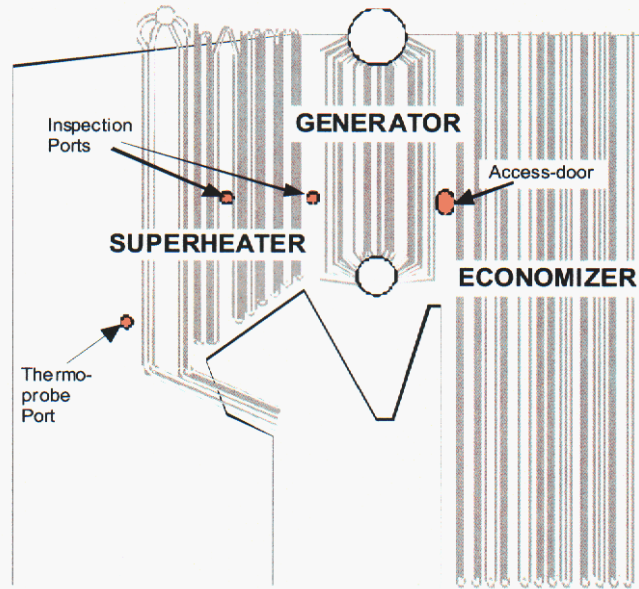 GENERATOR
Inspection
Ports
Access-door
SUPERHEATER
ECONOMIZER
Thermo-
probe
Port